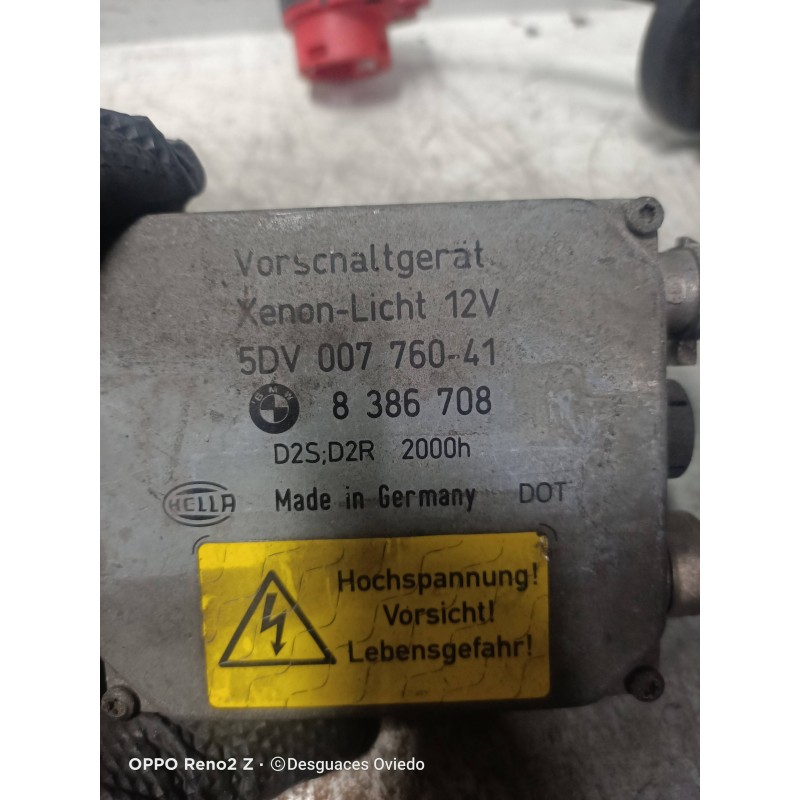 Vorschaltgerät
Xenon-Licht 12V
5DV 007 760-41
BMW 8 386 708
D2S;D2R 2000h
HELLA Made in Germany DOT
Hochspannung!
Vorsicht!
Lebensgefahr!
OPPO Reno2 Z • ©Desguaces Oviedo